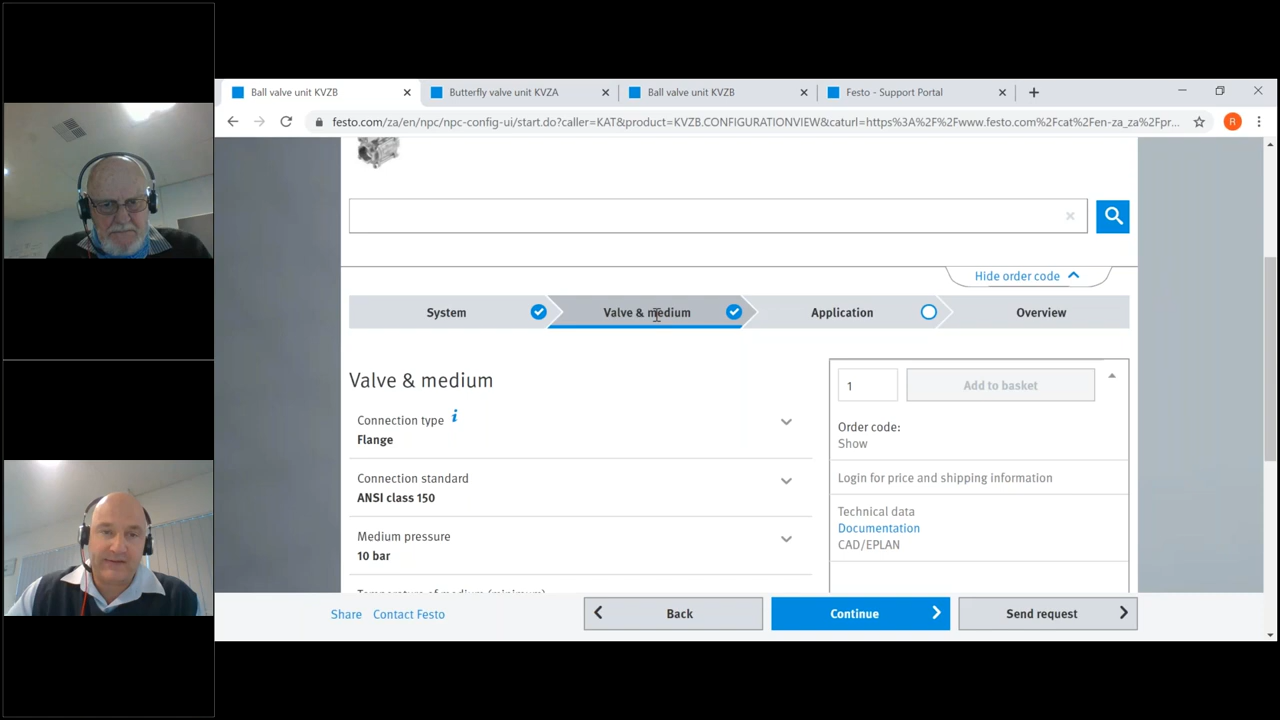 Ball valve unit KVZB
Butterfly valve unit KVZA
Ball valve unit KVZB
Festo - Support Portal
festo.com/za/en/npc/npc-config-ui/start.do?caller=KAT&product=KVZB.CONFIGURATIONVIEW&caturl=https%3A%2F%2Fwww.festo.com%2Fcat%2Fen-za_za%2Fpr...
R
Hide order code
System
Valve & medium
Application
Overview
Valve & medium
Connection type i
Flange
Connection standard
ANSI class 150
Medium pressure
10 bar
Temperature of medium (minimum)
1
Add to basket
Order code:
Show
Login for price and shipping information
Technical data
Documentation
CAD/EPLAN
Share
Contact Festo
Back
Continue
Send request